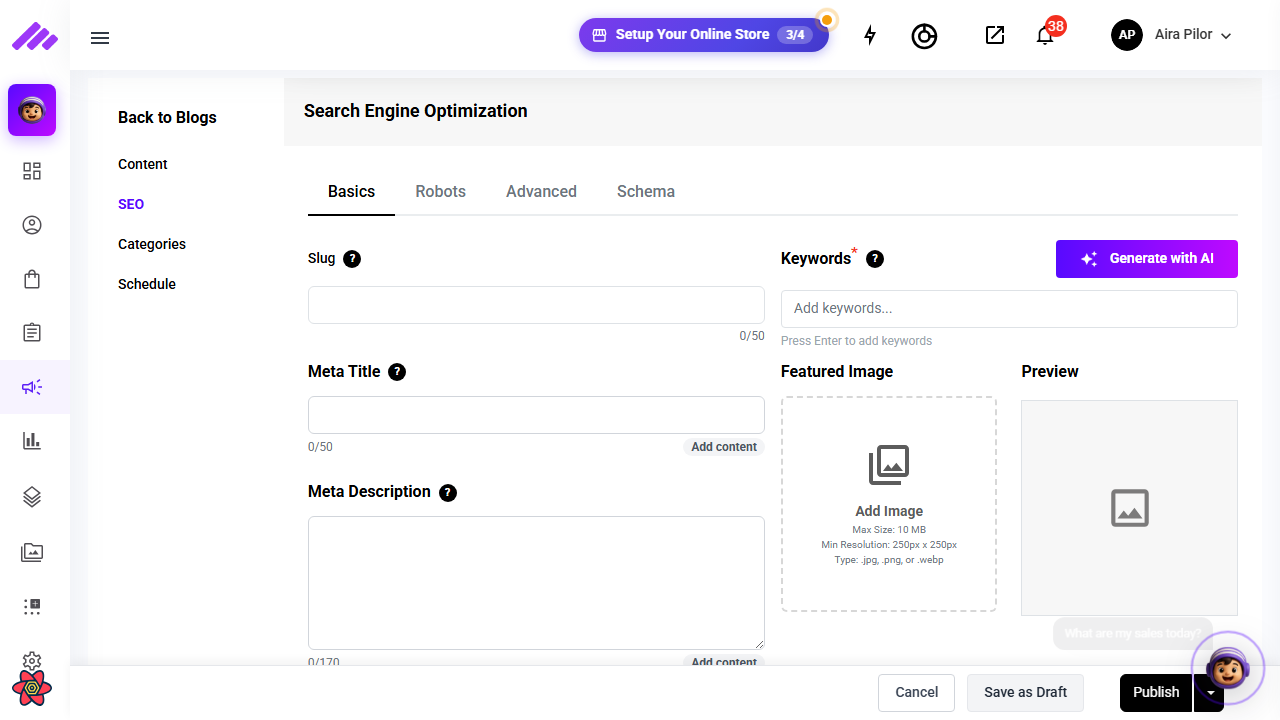 Setup Your Online Store 3/4
38
AP
Aira Pilor
Back to Blogs
Content
SEO
Categories
Schedule
Search Engine Optimization
Basics
Robots
Advanced
Schema
Slug ?
0/50
Keywords* ?
Generate with AI
Add keywords...
Press Enter to add keywords
Meta Title ?
0/50
Add content
Meta Description ?
0/170
Add content
Featured Image
Add Image
Max Size: 10 MB
Min Resolution: 250px x 250px
Type: .jpg, .png, or .webp
Preview
What are my sales today?
Cancel
Save as Draft
Publish